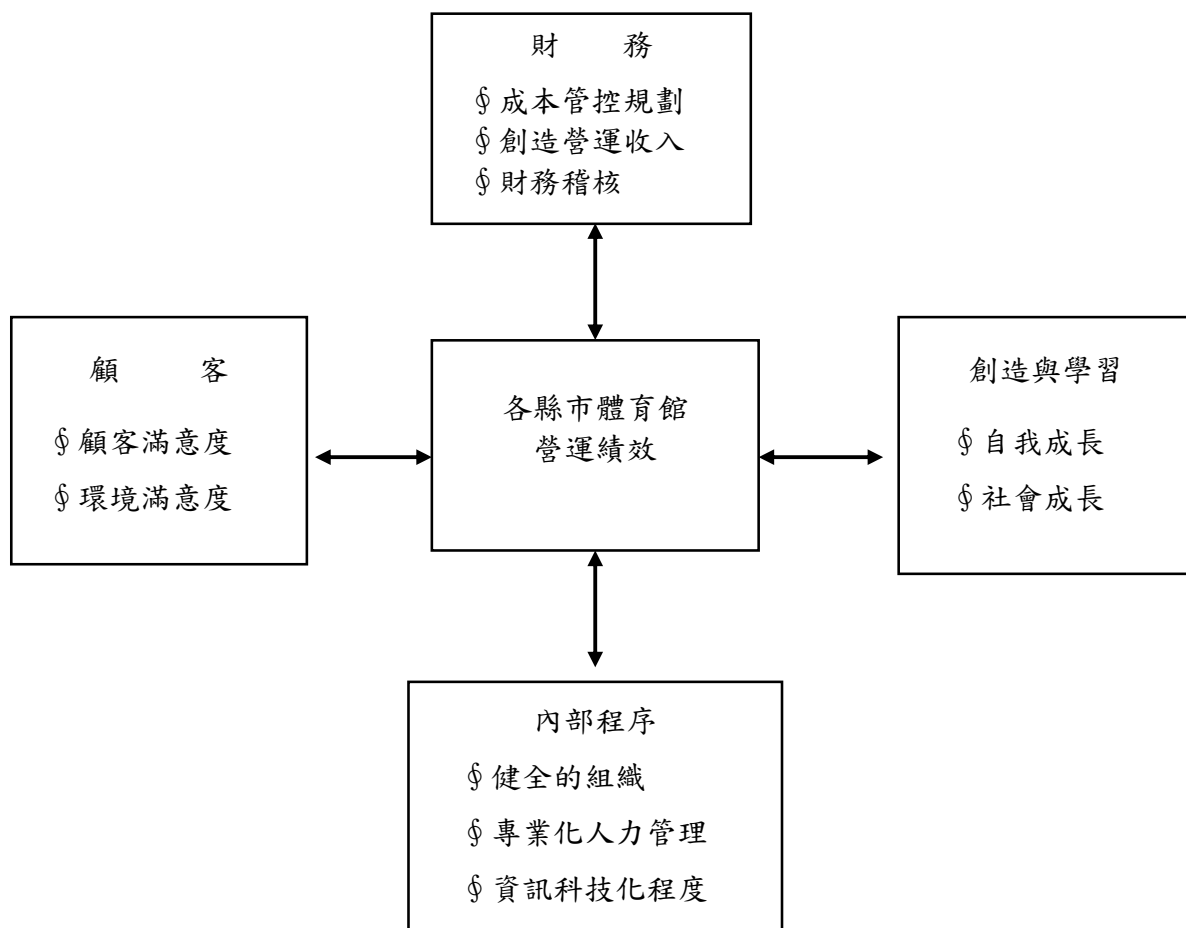 財 務
∮成本管控規劃
∮創造營運收入
∮財務稽核
顧 客
∮顧客滿意度
∮環境滿意度
各縣市體育館
營運績效
創造與學習
∮自我成長
∮社會成長
內部程序
∮健全的組織
∮專業化人力管理
∮資訊科技化程度